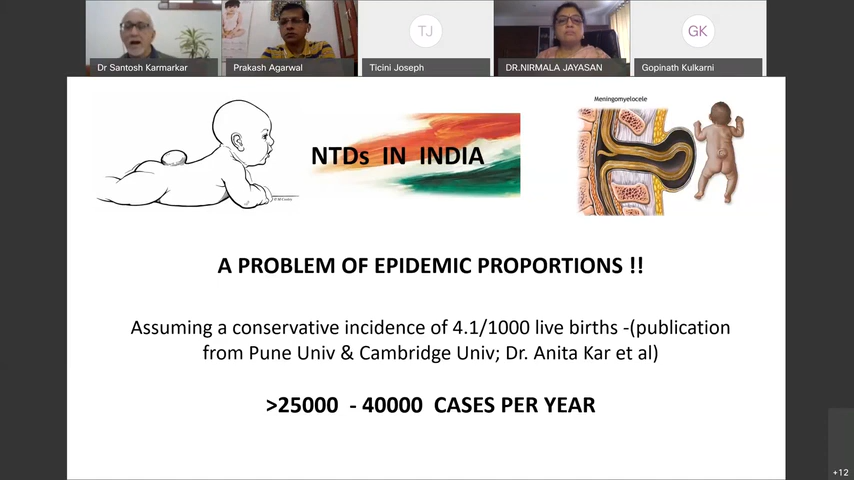 TJ
GK
Dr Santosh Karmarkar
Prakash Agarwal
Ticini Joseph
DR.NIRMALA JAYASAN
Gopinath Kulkarni
Meningomyelocele
NTDs IN INDIA
A PROBLEM OF EPIDEMIC PROPORTIONS !!
Assuming a conservative incidence of 4.1/1000 live births -(publication
from Pune Univ & Cambridge Univ; Dr. Anita Kar et al)
>25000 - 40000 CASES PER YEAR
+12